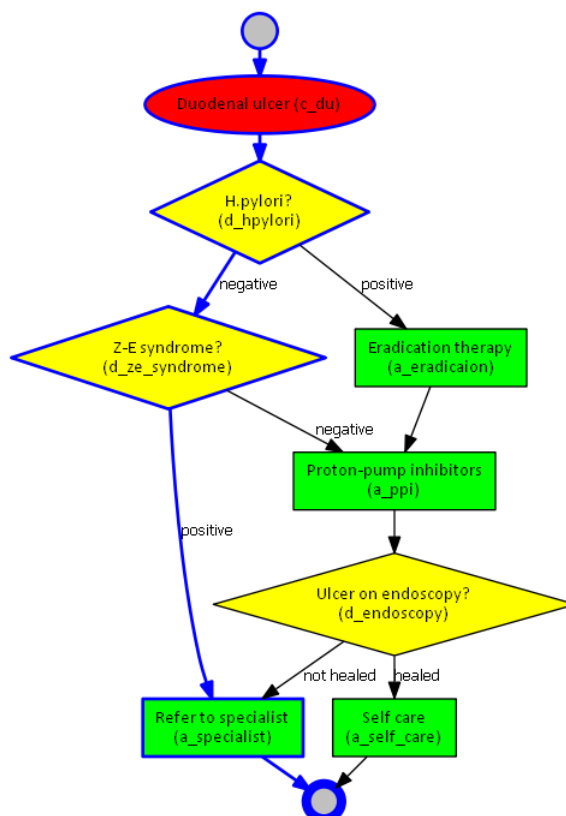 Duodenal ulcer (c_du)
H.pylori?
(d_hpylori)
negative
positive
Z-E syndrome?
(d_ze_syndrome)
Eradication therapy
(a_eradicaion)
negative
Proton-pump inhibitors
(a_ppi)
positive
Ulcer on endoscopy?
(d_endoscopy)
not healed
healed
Refer to specialist
(a_specialist)
Self care
(a_self_care)